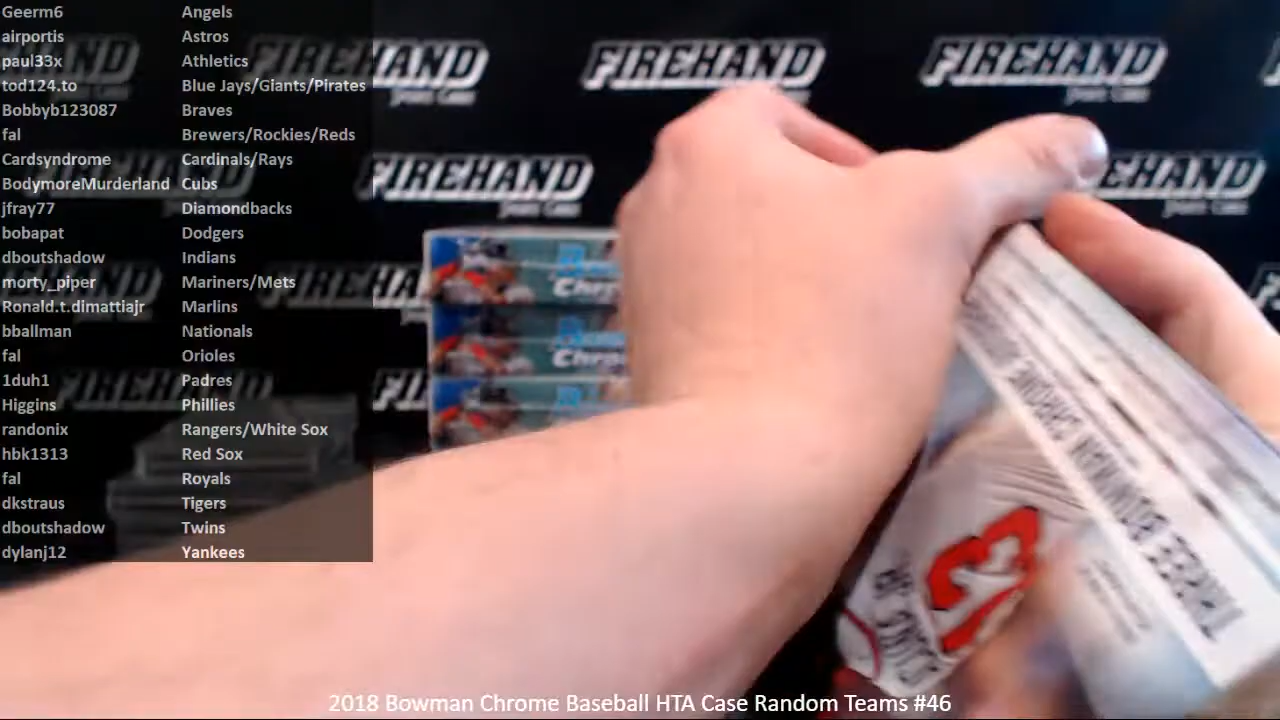 Geerm6 Angels
airportis Astros
paul33x Athletics
tod124.to Blue Jays/Giants/Pirates
Bobbyb123087 Braves
fal Brewers/Rockies/Reds
Cardsyndrome Cardinals/Rays
BodymoreMurderland Cubs
jfray77 Diamondbacks
bobapat Dodgers
dboutshadow Indians
morty_piper Mariners/Mets
Ronald.t.dimattiajr Marlins
bballman Nationals
fal Orioles
1duh1 Padres
Higgins Phillies
randonix Rangers/White Sox
hbk1313 Red Sox
fal Royals
dkstraus Tigers
dboutshadow Twins
dylanj12 Yankees
FIREHAND
FIREHAND
FIREHAND
FIREHAND
FIREHAND
THREE BOWMAN CHROME
2018 Bowman Chrome Baseball HTA Case Random Teams #46